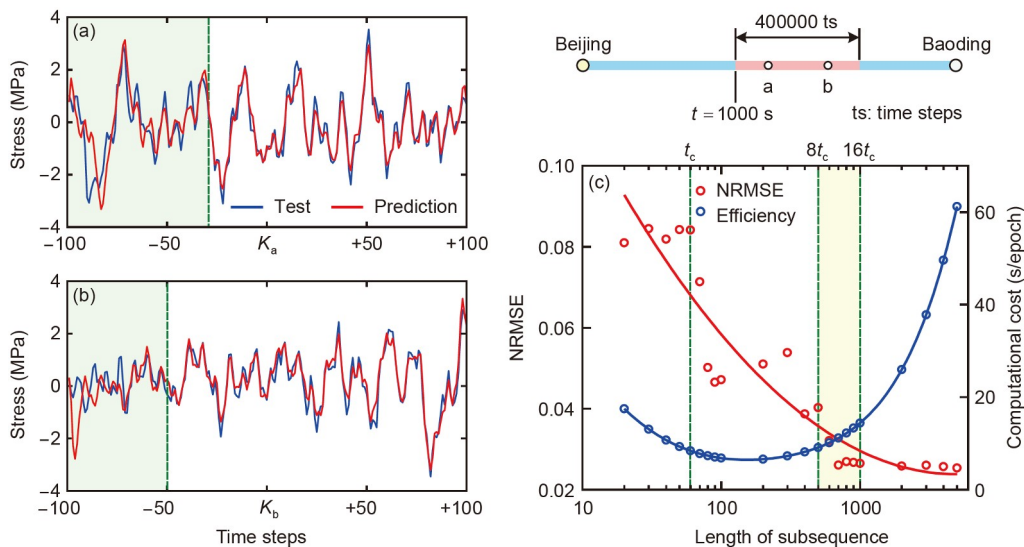 (a)
Stress (MPa)
4
2
0
−2
−4
Test
Prediction
−100
−50
Ka
+50
+100
(b)
Stress (MPa)
4
2
0
−2
−4
−100
−50
Kb
+50
+100
Time steps
400000 ts
Beijing
Baoding
a
b
t = 1000 s
ts: time steps
tc
8tc
16tc
(c)
NRMSE
Efficiency
NRMSE
0.10
0.08
0.06
0.04
0.02
Computational cost (s/epoch)
60
40
20
0
10
100
1000
Length of subsequence